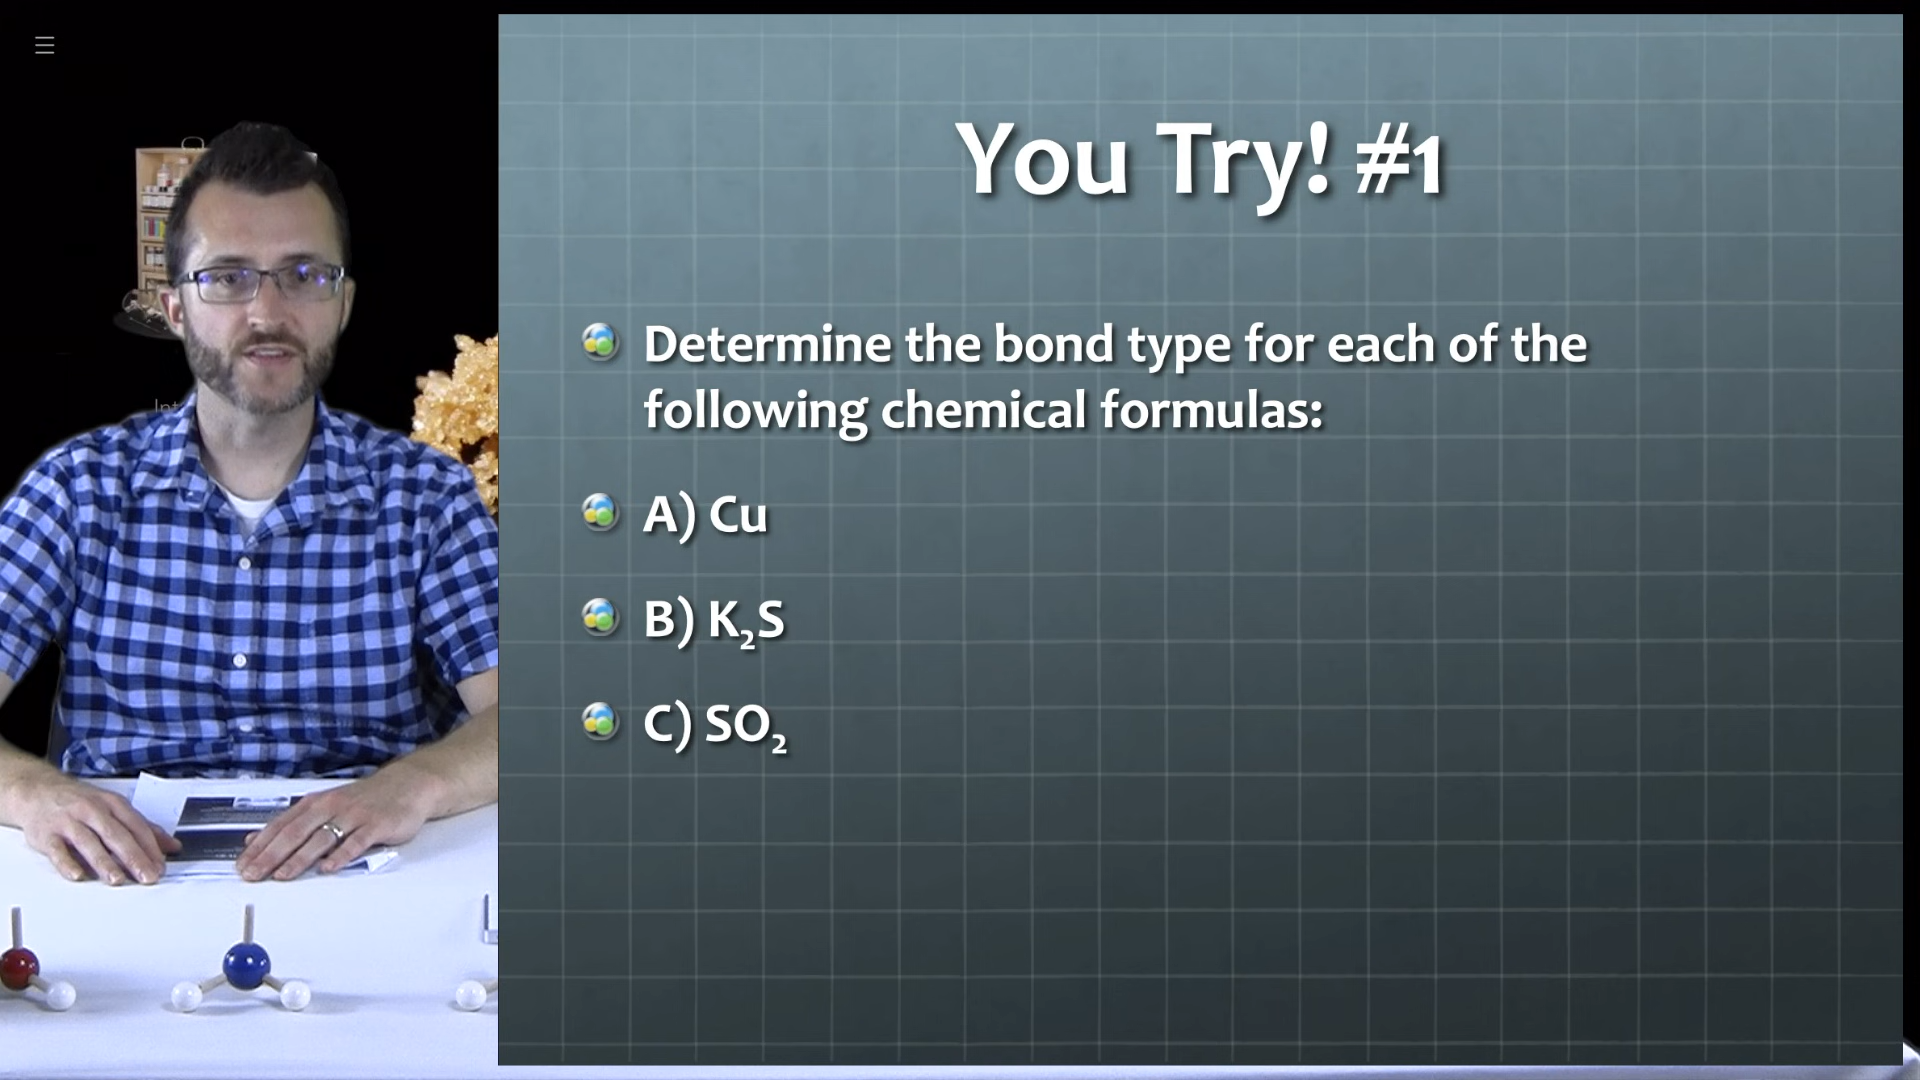 You Try! #1
Determine the bond type for each of the
following chemical formulas:
A) Cu
B) K₂S
C) SO₂